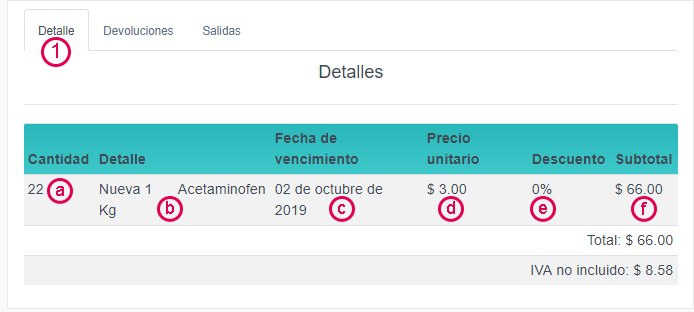 Detalle Devoluciones Salidas
1
Detalles
Fecha de Precio
Cantidad Detalle vencimiento unitario Descuento Subtotal
22 a Nueva 1 Acetaminofen 02 de octubre de $ 3.00 0% $ 66.00
Kg b 2019 c d e f
Total: $ 66.00
IVA no incluido: $ 8.58